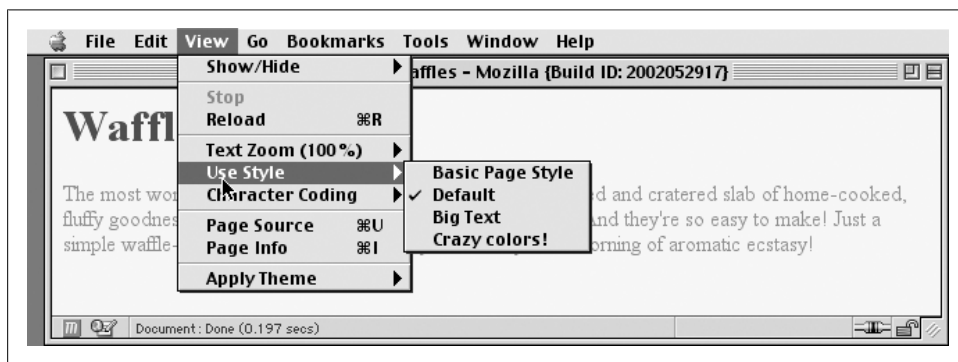 File Edit View Go Bookmarks Tools Window Help
affles - Mozilla {Build ID: 2002052917}
Show/Hide
Stop
Reload ⌘R
Text Zoom (100%)
Use Style
Character Coding
Page Source ⌘U
Page Info ⌘I
Apply Theme
Basic Page Style
✓ Default
Big Text
Crazy colors!
Waffl
The most wor ed and cratered slab of home-cooked,
fluffy goodnes And they're so easy to make! Just a
simple waffle- orning of aromatic ecstasy!
Document: Done (0.197 secs)